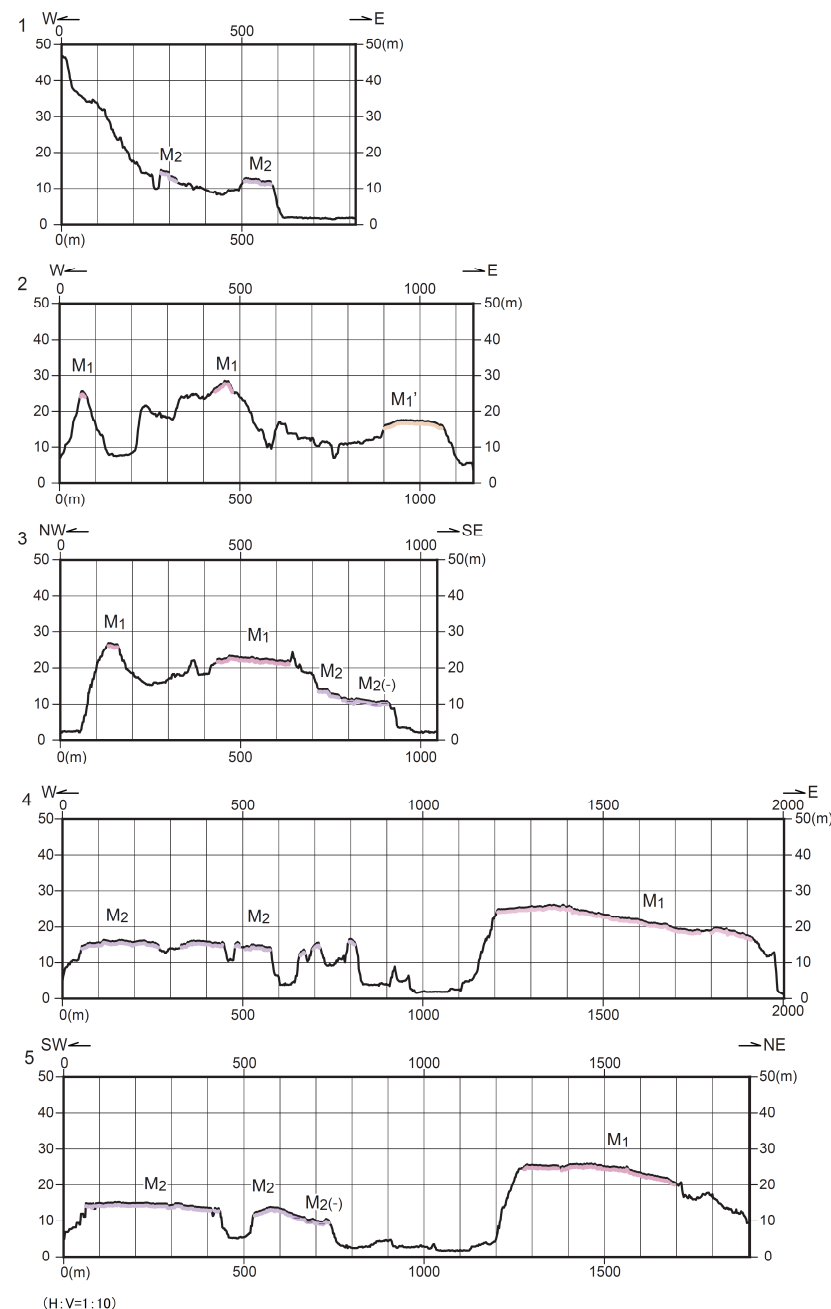 1
W E
0 500
50 50(m)
40 40
30 30
20 20
M2 M2
10 10
0 0
0(m) 500
2
W E
0 500 1000
50 50(m)
40 40
M1 M1
30 30
M1'
20 20
10 10
0 0
0(m) 500 1000
3
NW SE
0 500 1000
50 50(m)
40 40
M1 M1
30 30
20 20
M2 M2(-)
10 10
0 0
0(m) 500 1000
4
W E
0 500 1000 1500 2000
50 50(m)
40 40
30 30
M2 M2 M1
20 20
10 10
0 0
0(m) 500 1000 1500 2000
5
SW NE
0 500 1000 1500
50 50(m)
40 40
M1
30 30
M2 M2 M2(-)
20 20
10 10
0 0
0(m) 500 1000 1500
(H:V=1:10)